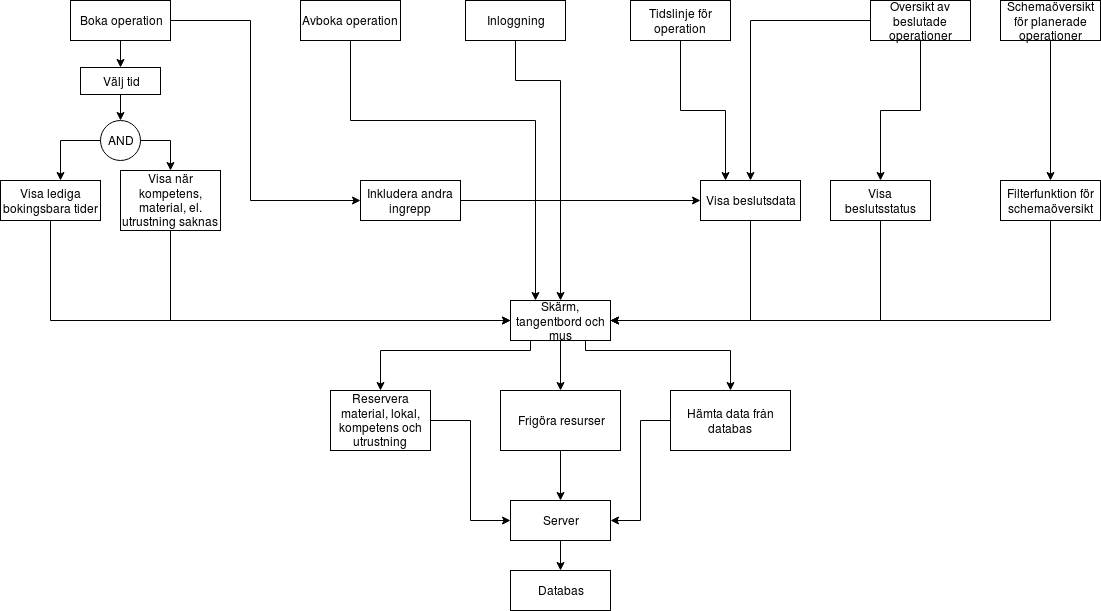 Boka operation
Avboka operation
Inloggning
Tidslinje för
operation
Översikt av
beslutade
operationer
Schemaöversikt
för planerade
operationer
Välj tid
AND
Visa lediga
bokingsbara tider
Visa när
kompetens,
material, el.
utrustning saknas
Inkludera andra
ingrepp
Visa beslutsdata
Visa
beslutsstatus
Filterfunktion för
schemaöversikt
Skärm,
tangentbord och
mus
Reservera
material, lokal,
kompetens och
utrustning
Frigöra resurser
Hämta data från
databas
Server
Databas